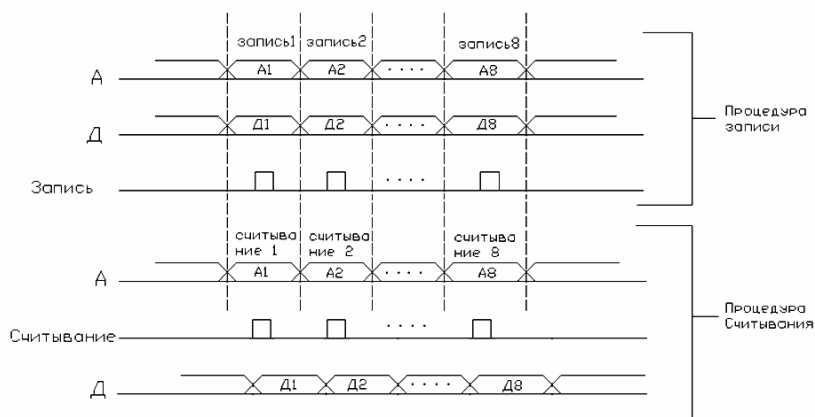 запись1 запись2 запись8
А А1 А2 . . . . А8
Д Д1 Д2 . . . . Д8
Процедура
записи
Запись . . . .
считыва
ние 1
считыва
ние 2
считыва
ние 8
А А1 А2 . . . . А8
Считывание . . . .
Процедура
Считывания
Д Д1 Д2 . . . . Д8